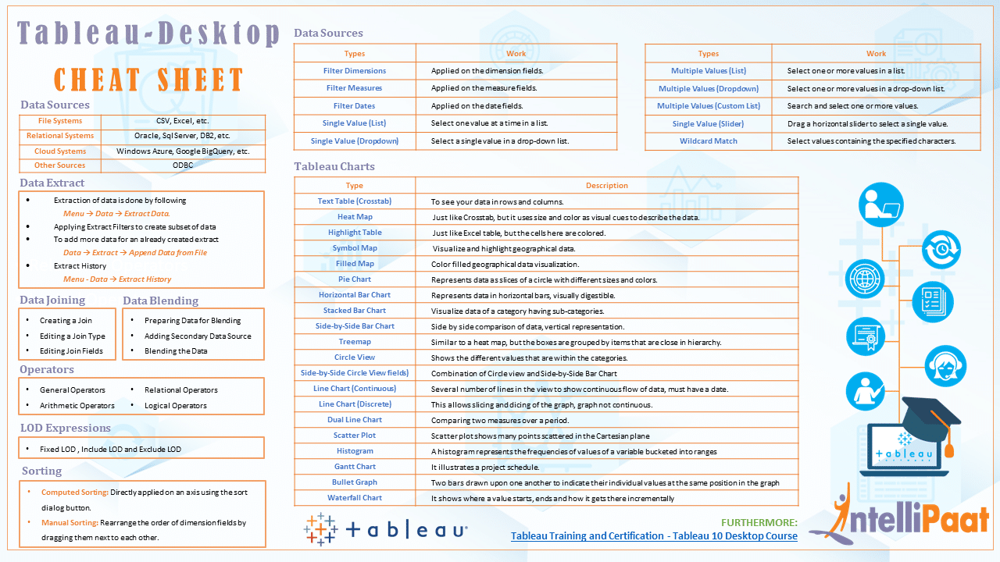 Tableau-Desktop
CHEAT SHEET
Data Sources
File Systems CSV, Excel, etc.
Relational Systems Oracle, Sql Server, DB2, etc.
Cloud Systems Windows Azure, Google BigQuery, etc.
Other Sources ODBC
Data Extract
• Extraction of data is done by following
Menu → Data → Extract Data.
• Applying Extract Filters to create subset of data
• To add more data for an already created extract
Data → Extract → Append Data from File
• Extract History
Menu - Data → Extract History
Data Joining
• Creating a Join
• Editing a Join Type
• Editing Join Fields
Data Blending
• Preparing Data for Blending
• Adding Secondary Data Source
• Blending the Data
Operators
• General Operators
• Arithmetic Operators
• Relational Operators
• Logical Operators
LOD Expressions
• Fixed LOD , Include LOD and Exclude LOD
Sorting
• Computed Sorting: Directly applied on an axis using the sort
dialog button.
• Manual Sorting: Rearrange the order of dimension fields by
dragging them next to each other.
Data Sources
Types Work
Filter Dimensions Applied on the dimension fields.
Filter Measures Applied on the measure fields.
Filter Dates Applied on the date fields.
Single Value (List) Select one value at a time in a list.
Single Value (Dropdown) Select a single value in a drop-down list.
Types Work
Multiple Values (List) Select one or more values in a list.
Multiple Values (Dropdown) Select one or more values in a drop-down list.
Multiple Values (Custom List) Search and select one or more values.
Single Value (Slider) Drag a horizontal slider to select a single value.
Wildcard Match Select values containing the specified characters.
Tableau Charts
Type Description
Text Table (Crosstab) To see your data in rows and columns.
Heat Map Just like Crosstab, but it uses size and color as visual cues to describe the data.
Highlight Table Just like Excel table, but the cells here are colored.
Symbol Map Visualize and highlight geographical data.
Filled Map Color filled geographical data visualization.
Pie Chart Represents data as slices of a circle with different sizes and colors.
Horizontal Bar Chart Represents data in horizontal bars, visually digestible.
Stacked Bar Chart Visualize data of a category having sub-categories.
Side-by-Side Bar Chart Side by side comparison of data, vertical representation.
Treemap Similar to a heat map, but the boxes are grouped by items that are close in hierarchy.
Circle View Shows the different values that are within the categories.
Side-by-Side Circle View fields) Combination of Circle view and Side-by-Side Bar Chart
Line Chart (Continuous) Several number of lines in the view to show continuous flow of data, must have a date.
Line Chart (Discrete) This allows slicing and dicing of the graph, graph not continuous.
Dual Line Chart Comparing two measures over a period.
Scatter Plot Scatter plot shows many points scattered in the Cartesian plane
Histogram A histogram represents the frequencies of values of a variable bucketed into ranges
Gantt Chart It illustrates a project schedule.
Bullet Graph Two bars drawn upon one another to indicate their individual values at the same position in the graph
Waterfall Chart It shows where a value starts, ends and how it gets there incrementally
+ableau
FURTHERMORE:
Tableau Training and Certification - Tableau 10 Desktop Course
+ableau
SOFTWARE
IntelliPaat